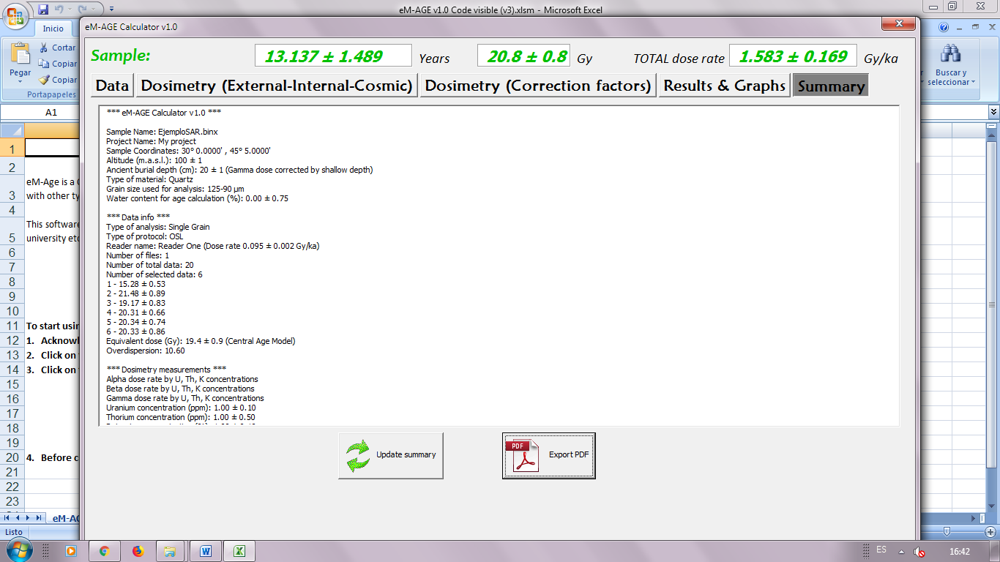 eM-AGE v1.0 Code visible (v3).xlsm - Microsoft Excel
Inicio
Pegar
Cortar
Copiar
Copiar
Portapapeles
Buscar y
seleccionar
A1
eM-AGE Calculator v1.0
Sample:
13.137 ± 1.489 Years
20.8 ± 0.8 Gy
TOTAL dose rate 1.583 ± 0.169 Gy/ka
Data
Dosimetry (External-Internal-Cosmic)
Dosimetry (Correction factors)
Results & Graphs
Summary
*** eM-AGE Calculator v1.0 ***
Sample Name: EjemploSAR.binx
Project Name: My project
Sample Coordinates: 30° 0.0000' , 45° 5.0000'
Altitude (m.a.s.l.): 100 ± 1
Ancient burial depth (cm): 20 ± 1 (Gamma dose corrected by shallow depth)
Type of material: Quartz
Grain size used for analysis: 125-90 µm
Water content for age calculation (%): 0.00 ± 0.75
*** Data info ***
Type of analysis: Single Grain
Type of protocol: OSL
Reader name: Reader One (Dose rate 0.095 ± 0.002 Gy/ka)
Number of files: 1
Number of total data: 20
Number of selected data: 6
1 - 15.28 ± 0.53
2 - 21.48 ± 0.89
3 - 19.17 ± 0.83
4 - 20.31 ± 0.66
5 - 20.34 ± 0.74
6 - 20.33 ± 0.86
Equivalent dose (Gy): 19.4 ± 0.9 (Central Age Model)
Overdispersion: 10.60
*** Dosimetry measurements ***
Alpha dose rate by U, Th, K concentrations
Beta dose rate by U, Th, K concentrations
Gamma dose rate by U, Th, K concentrations
Uranium concentration (ppm): 1.00 ± 0.10
Thorium concentration (ppm): 1.00 ± 0.50
Update summary
PDF
Export PDF
1
2
3 eM-Age is a
with other ty
4
5 This software
university etc
6
7
8
9
10
11 To start usin
12 1. Acknowl
13 2. Click on
14 3. Click on
15
16
17
18
19
20 4. Before
21
22
23
eM-AG
Listo
ES
16:42